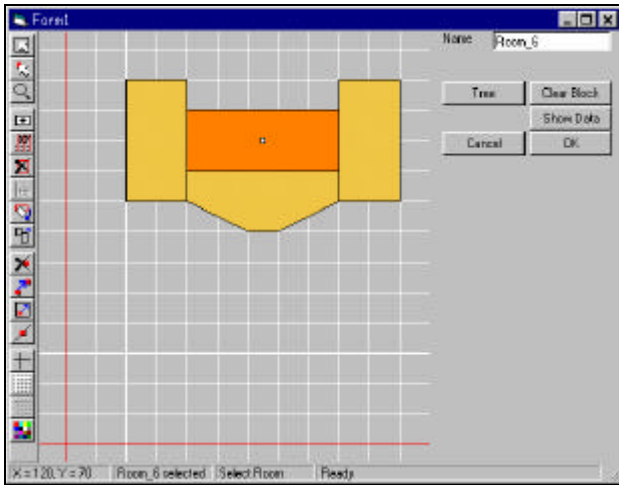 Form1
Name Room_6
Tree Clear Block
Show Data
Cancel OK
X = 120, Y = 70 Room_6 selected Select Room Ready